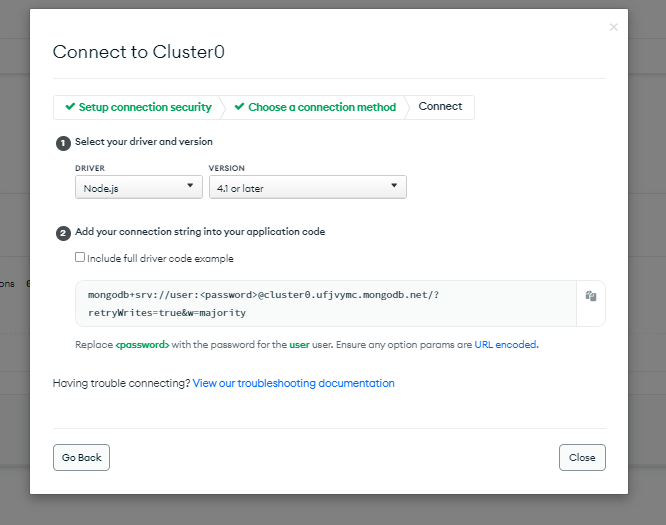 Connect to Cluster0
Setup connection security
Choose a connection method
Connect
1 Select your driver and version
DRIVER
VERSION
Node.js
4.1 or later
2 Add your connection string into your application code
Include full driver code example
mongodb+srv://user:<password>@cluster0.ufjvymc.mongodb.net/?
retryWrites=true&w=majority
Replace <password> with the password for the user user. Ensure any option params are URL encoded.
Having trouble connecting? View our troubleshooting documentation
Go Back
Close